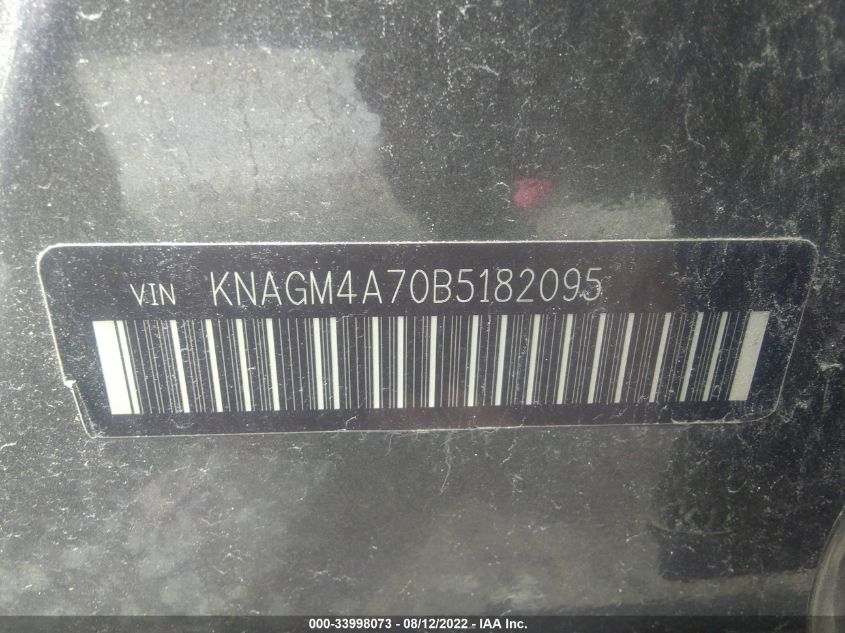 VIN KNAGM4A70B5182095
000-33998073 - 08/12/2022 - IAA Inc.